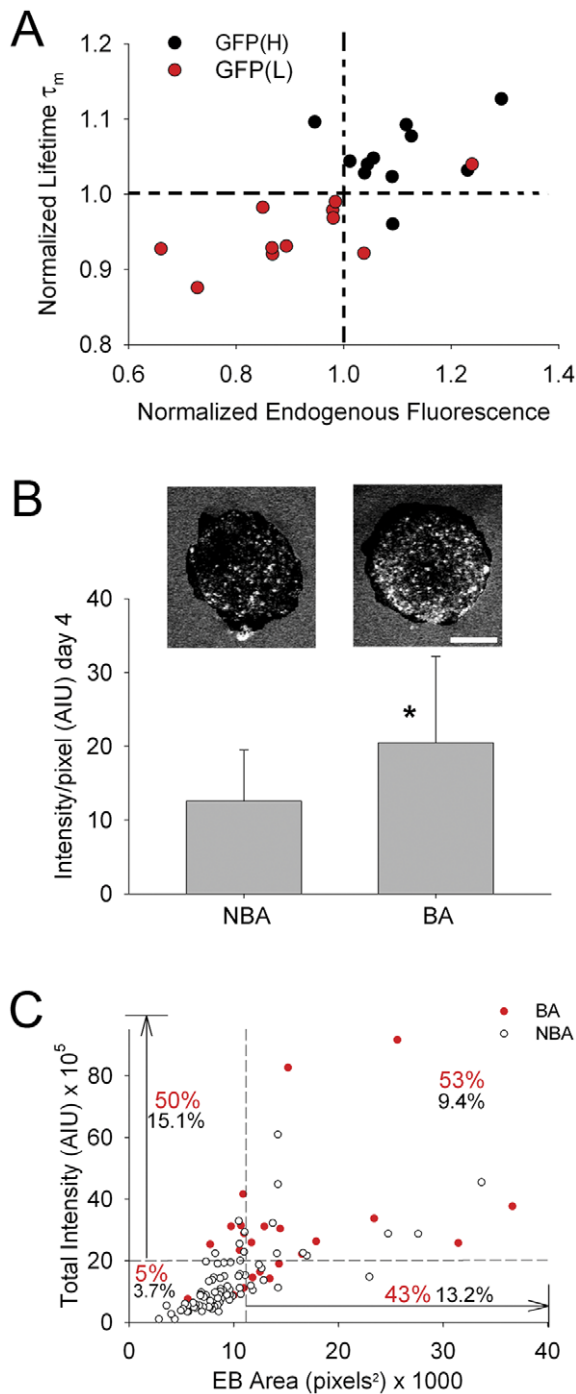 A
GFP(H)
GFP(L)
Normalized Lifetime τm
1.2
1.1
1.0
0.9
0.8
0.6 0.8 1.0 1.2 1.4
Normalized Endogenous Fluorescence
B
Intensity/pixel (AIU) day 4
40
30
20
10
0
*
NBA BA
C
BA
NBA
Total Intensity (AIU) x 10⁵
80
60
40
20
0
50%
15.1%
53%
9.4%
5%
3.7%
43% 13.2%
0 10 20 30 40
EB Area (pixels²) x 1000